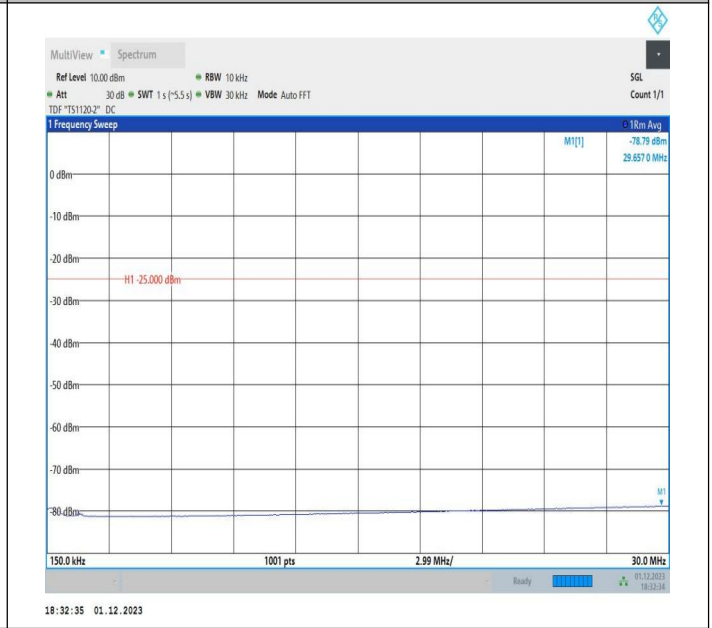 R S
MultiView Spectrum
Ref Level 10.00 dBm RBW 10 kHz SGL
Att 30 dB SWT 1 s (~5.5 s) VBW 30 kHz Mode Auto FFT Count 1/1
TDF "TS1120-2" DC
1 Frequency Sweep 1Rm Avg
M1[1] -78.79 dBm
29.657 0 MHz
0 dBm
-10 dBm
-20 dBm
H1 -25.000 dBm
-30 dBm
-40 dBm
-50 dBm
-60 dBm
-70 dBm
M1
-80 dBm
150.0 kHz 1001 pts 2.99 MHz/ 30.0 MHz
Ready 01.12.2023
18:32:34
18:32:35 01.12.2023